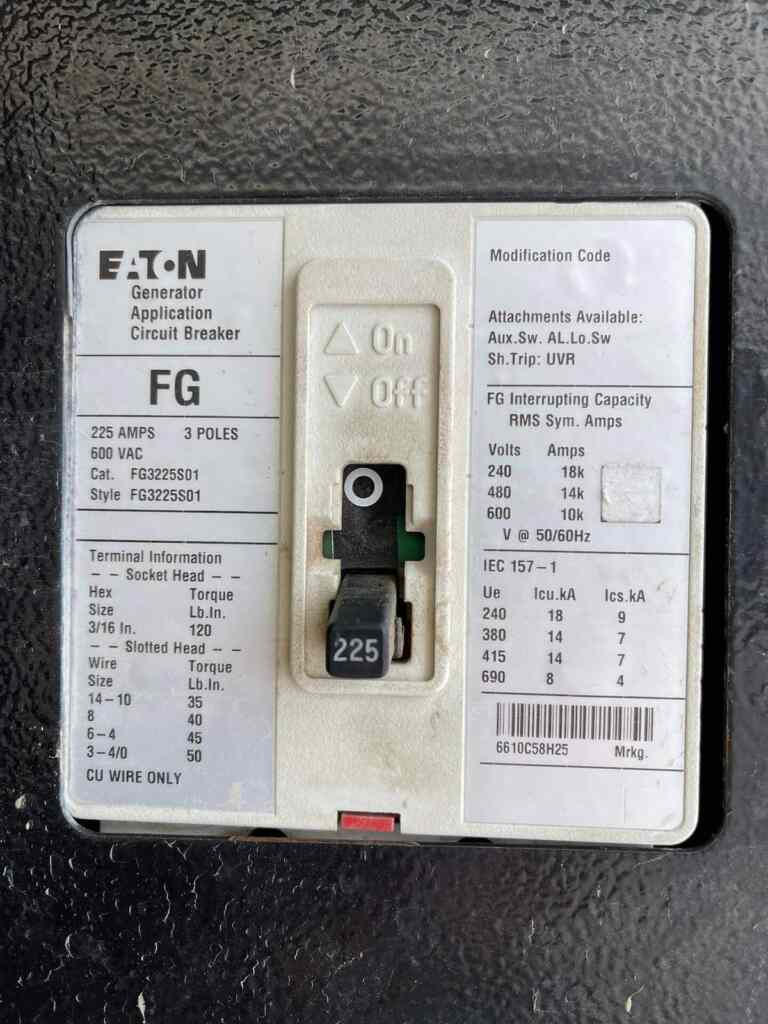 EATON
Generator
Application
Circuit Breaker
FG
225 AMPS 3 POLES
600 VAC
Cat. FG3225S01
Style FG3225S01
Terminal Information
-- Socket Head --
Hex Torque
Size Lb.In.
3/16 In. 120
-- Slotted Head --
Wire Torque
Size Lb.In.
14-10 35
8 40
6-4 45
3-4/0 50
CU WIRE ONLY
On
Off
O
225
Modification Code
Attachments Available:
Aux.Sw. AL.Lo.Sw
Sh.Trip: UVR
FG Interrupting Capacity
RMS Sym. Amps
Volts Amps
240 18k
480 14k
600 10k
V @ 50/60Hz
IEC 157-1
Ue Icu.kA Ics.kA
240 18 9
380 14 7
415 14 7
690 8 4
6610C58H25 Mrkg.